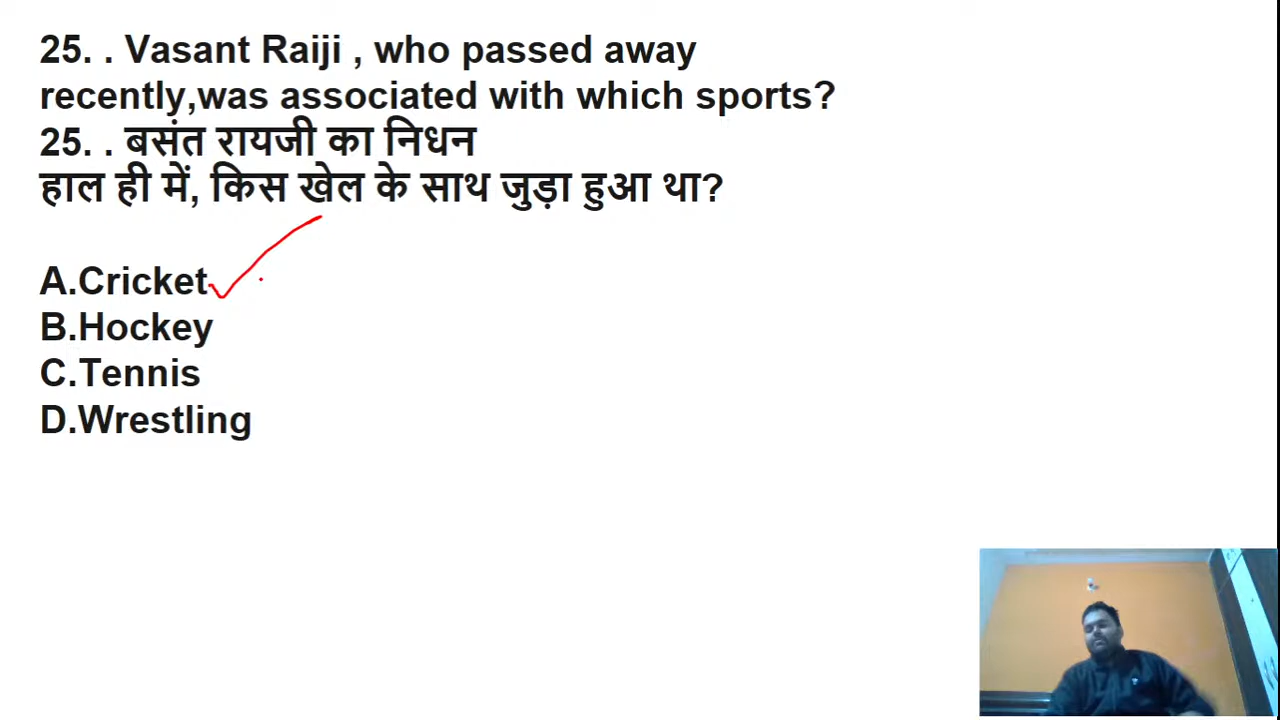 25. . Vasant Raiji , who passed away
recently,was associated with which sports?
25. . बसंत रायजी का निधन
हाल ही में, किस खेल के साथ जुड़ा हुआ था?
A.Cricket
B.Hockey
C.Tennis
D.Wrestling